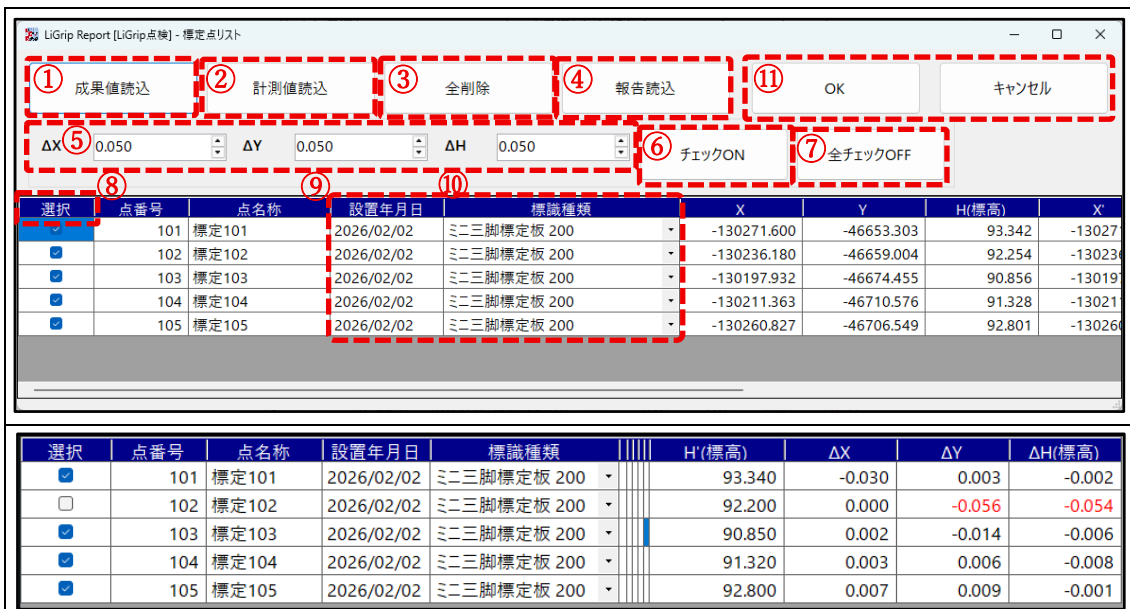 LiGrip Report [LiGrip点検] - 標定点リスト
① 成果値読込 ② 計測値読込 ③ 全削除 ④ 報告読込 ⑪ OK キャンセル
⑤ ΔX 0.050 ΔY 0.050 ΔH 0.050 ⑥ チェックON ⑦ 全チェックOFF
⑧ ⑨ ⑩
選択 点番号 点名称 設置年月日 標識種類 X Y H(標高) X'
101 標定101 2026/02/02 ミニ三脚標定板 200 -130271.600 -46653.303 93.342 -13027
102 標定102 2026/02/02 ミニ三脚標定板 200 -130236.180 -46659.004 92.254 -13023
103 標定103 2026/02/02 ミニ三脚標定板 200 -130197.932 -46674.455 90.856 -13019
104 標定104 2026/02/02 ミニ三脚標定板 200 -130211.363 -46710.576 91.328 -13021
105 標定105 2026/02/02 ミニ三脚標定板 200 -130260.827 -46706.549 92.801 -13026
選択 点番号 点名称 設置年月日 標識種類 H'(標高) ΔX ΔY ΔH(標高)
101 標定101 2026/02/02 ミニ三脚標定板 200 93.340 -0.030 0.003 -0.002
102 標定102 2026/02/02 ミニ三脚標定板 200 92.200 0.000 -0.056 -0.054
103 標定103 2026/02/02 ミニ三脚標定板 200 90.850 0.002 -0.014 -0.006
104 標定104 2026/02/02 ミニ三脚標定板 200 91.320 0.003 0.006 -0.008
105 標定105 2026/02/02 ミニ三脚標定板 200 92.800 0.007 0.009 -0.001